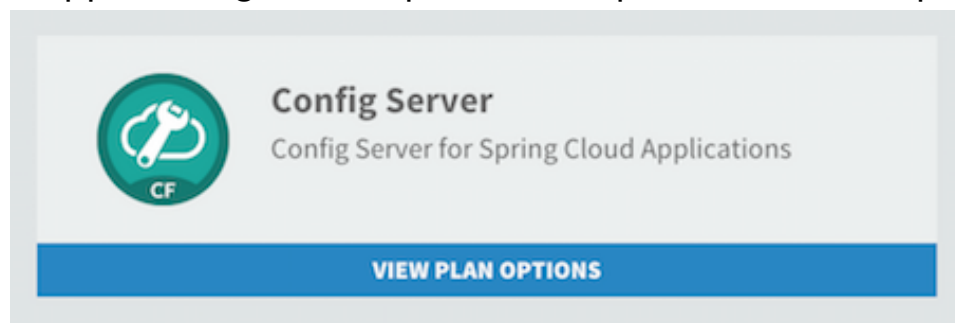 Config Server
Config Server for Spring Cloud Applications
CF
VIEW PLAN OPTIONS